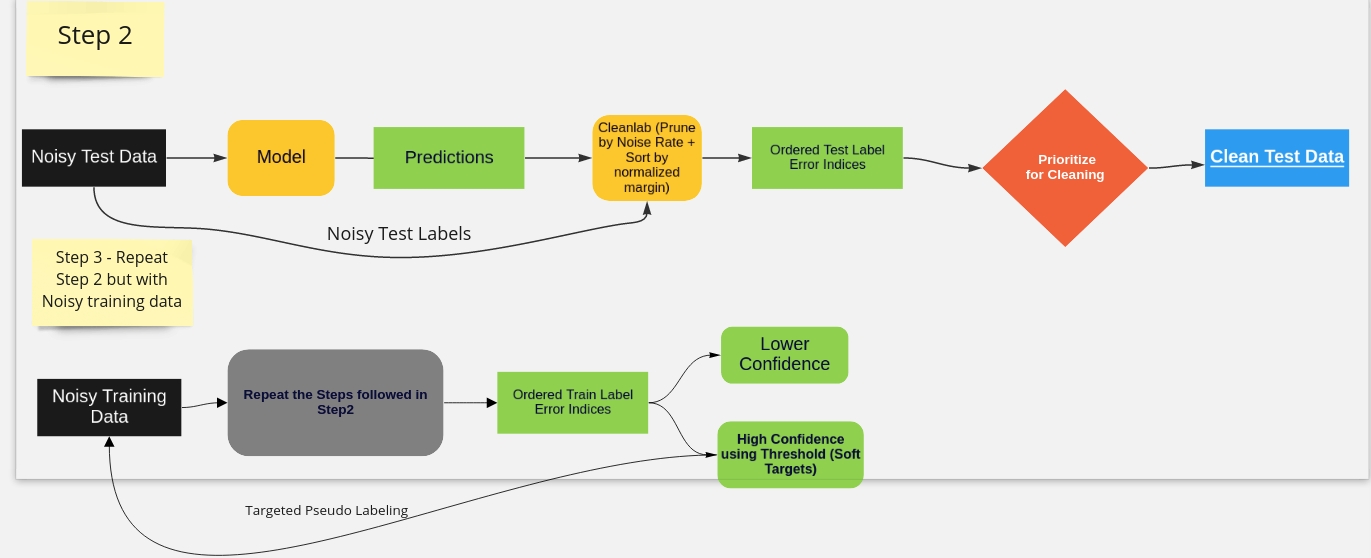 Step 2
Noisy Test Data
Model
Predictions
Cleanlab (Prune
by Noise Rate +
Sort by
normalized
margin)
Ordered Test Label
Error Indices
Prioritize
for Cleaning
Clean Test Data
Noisy Test Labels
Step 3 - Repeat
Step 2 but with
Noisy training data
Noisy Training
Data
Repeat the Steps followed in
Step2
Ordered Train Label
Error Indices
Lower
Confidence
High Confidence
using Threshold (Soft
Targets)
Targeted Pseudo Labeling